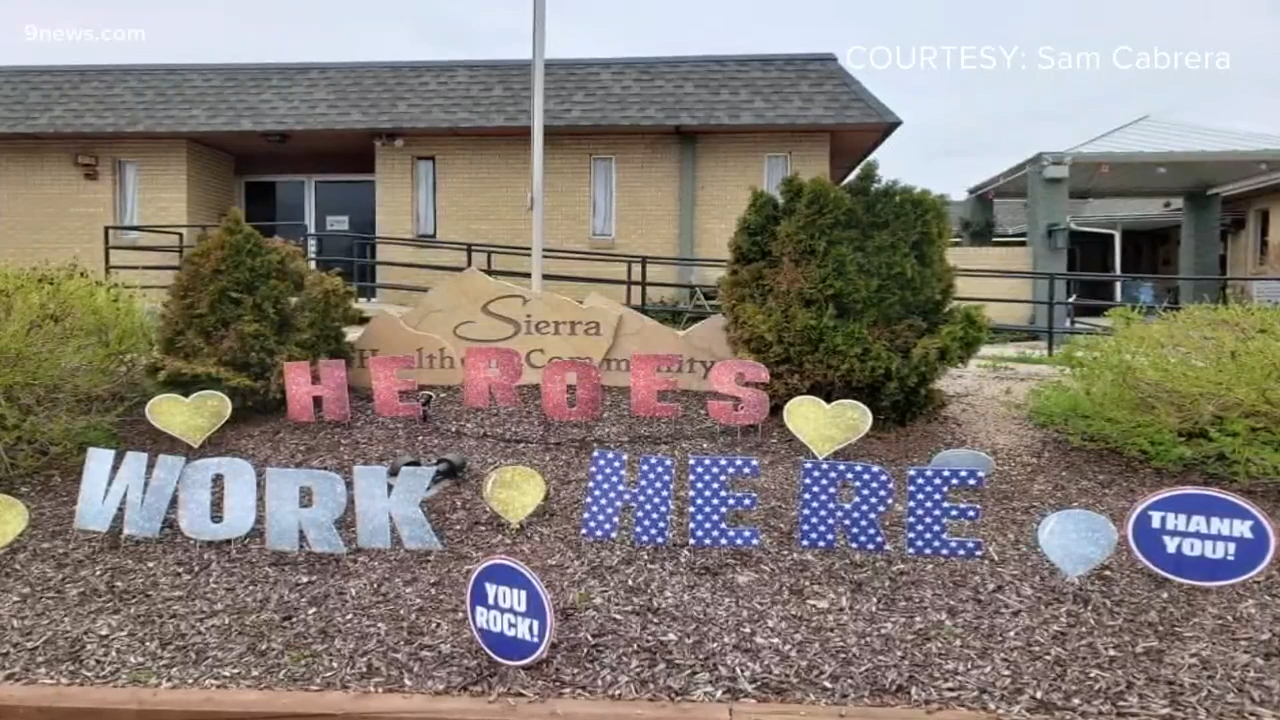 9news.com
COURTESY: Sam Cabrera
Sierra
Health Community
HEROES
WORK HERE
THANK
YOU!
YOU
ROCK!